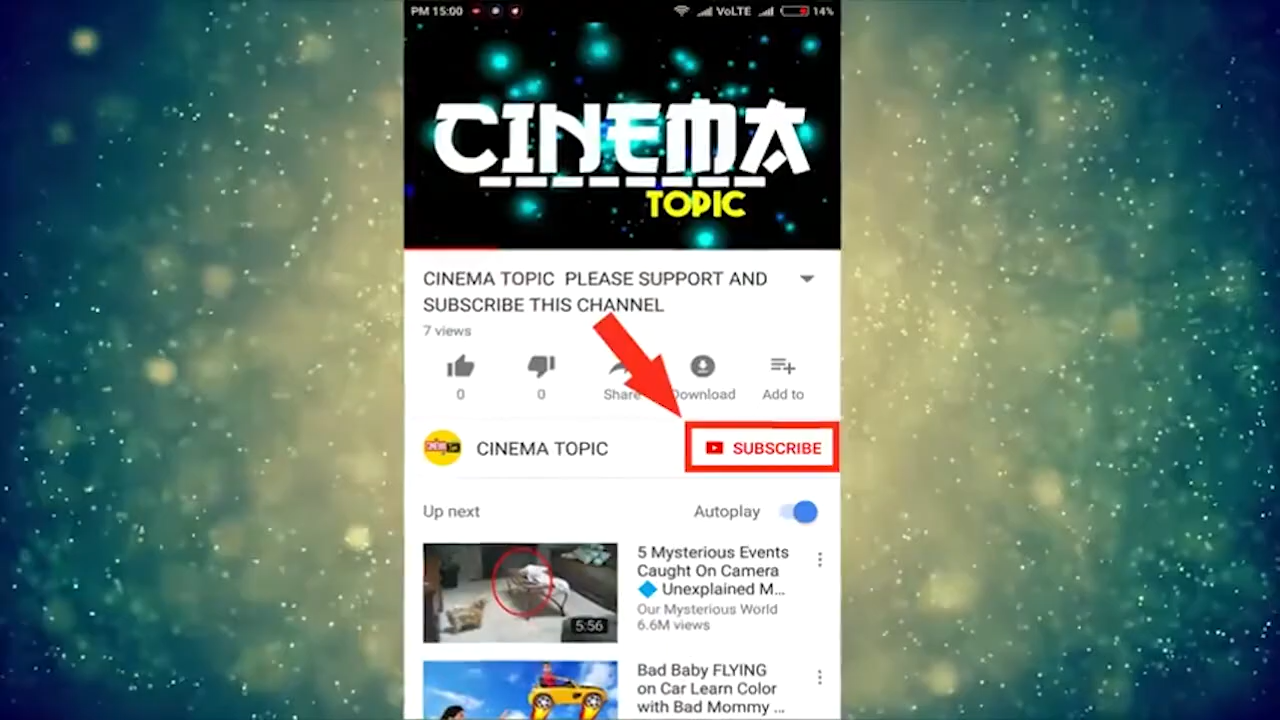 PM 15:00
VoLTE
14%
CINEMA
TOPIC
CINEMA TOPIC PLEASE SUPPORT AND
SUBSCRIBE THIS CHANNEL
7 views
0
0
Share
Download
Add to
CINEMA TOPIC
SUBSCRIBE
Up next
Autoplay
5:56
5 Mysterious Events
Caught On Camera
🔷 Unexplained M...
Our Mysterious World
6.6M views
Bad Baby FLYING
on Car Learn Color
with Bad Mommy ...